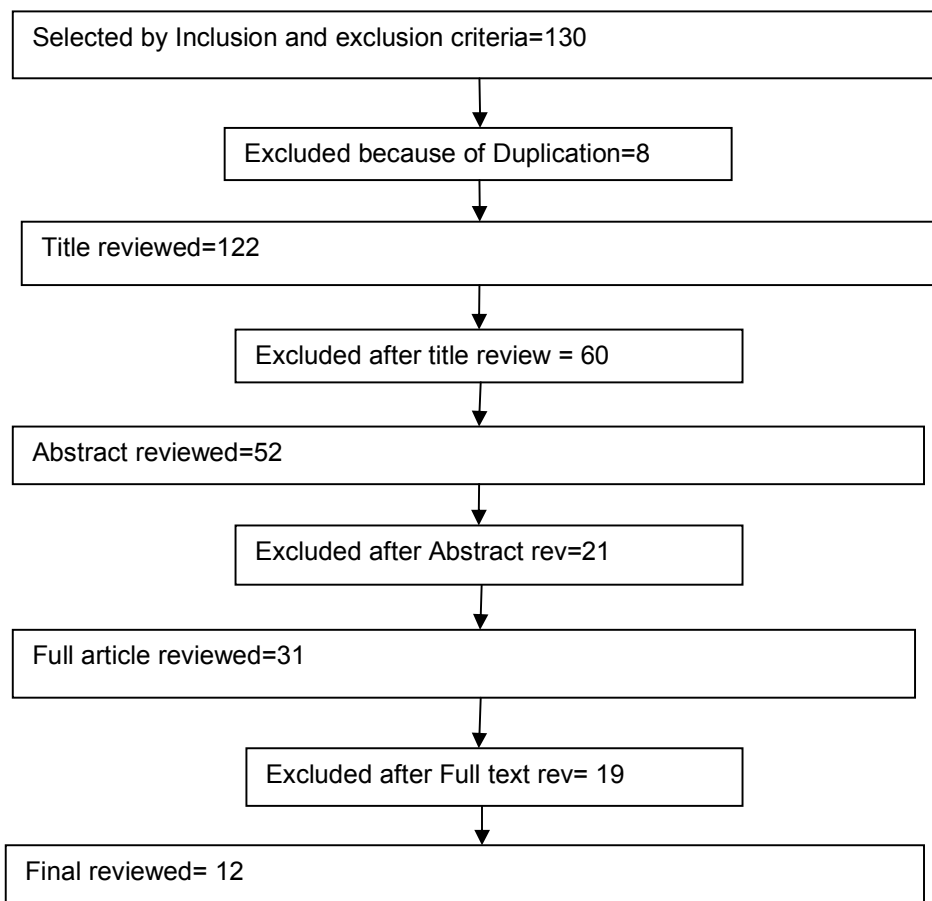 Selected by Inclusion and exclusion criteria=130
Excluded because of Duplication=8
Title reviewed=122
Excluded after title review = 60
Abstract reviewed=52
Excluded after Abstract rev=21
Full article reviewed=31
Excluded after Full text rev= 19
Final reviewed= 12